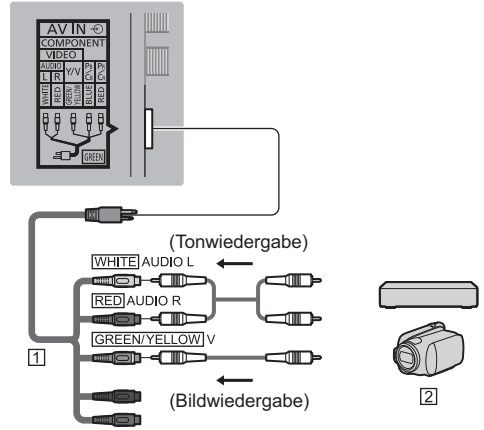 AV IN
COMPONENT
VIDEO
AUDIO Y/V PB CB PR CR
L R
WHITE RED GREEN/YELLOW BLUE RED
GREEN
(Tonwiedergabe)
WHITE AUDIO L
RED AUDIO R
GREEN/YELLOW V
1
(Bildwiedergabe)
2